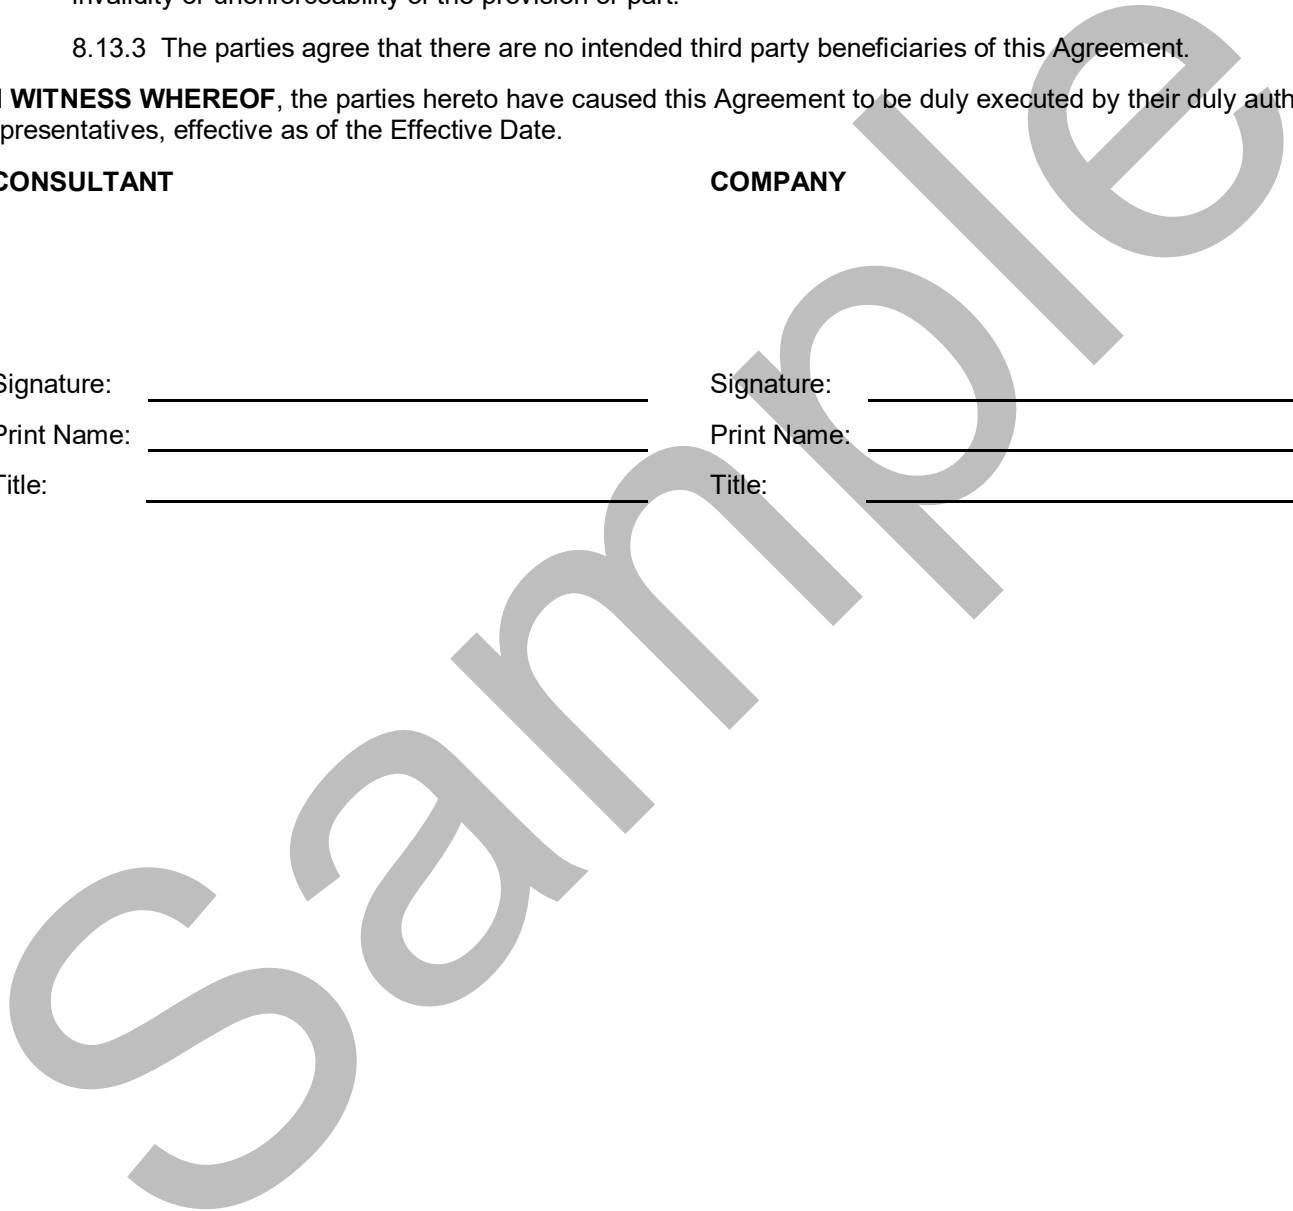 invalidity or unenforceability of the provision or part.
8.13.3 The parties agree that there are no intended third party beneficiaries of this Agreement.
WITNESS WHEREOF, the parties hereto have caused this Agreement to be duly executed by their duly auth
presentatives, effective as of the Effective Date.
CONSULTANT COMPANY
Signature: Signature:
Print Name: Print Name:
Title: Title:
Sample